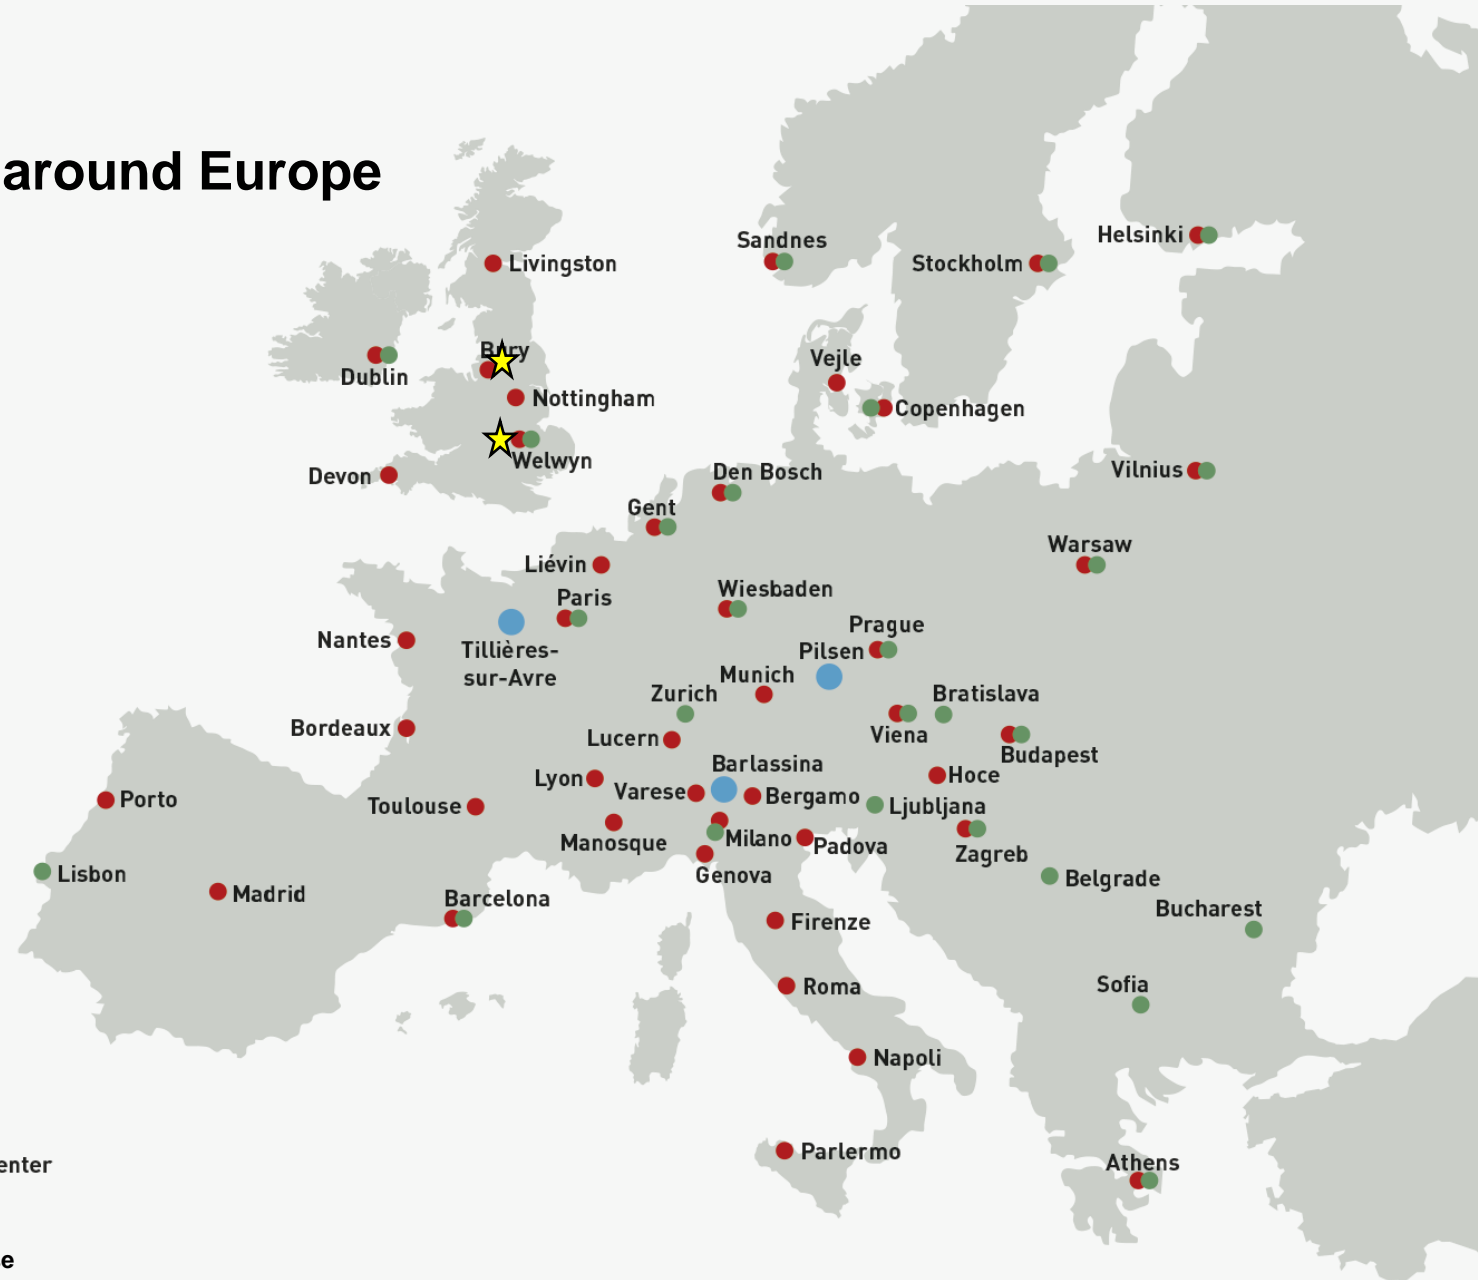 around Europe
Sandnes
Helsinki
Livingston
Stockholm
Bury
Vejle
Dublin
Nottingham
Copenhagen
Welwyn
Devon
Den Bosch
Vilnius
Gent
Warsaw
Liévin
Wiesbaden
Paris
Prague
Nantes
Tillières-
sur-Avre
Pilsen
Munich
Zurich
Bratislava
Bordeaux
Lucern
Viena
Budapest
Barlassina
Lyon
Hoce
Varese
Bergamo
Porto
Toulouse
Ljubljana
Manosque
Milano
Padova
Zagreb
Lisbon
Genova
Belgrade
Madrid
Barcelona
Bucharest
Firenze
Roma
Sofia
Napoli
Parlermo
enter
Athens
e